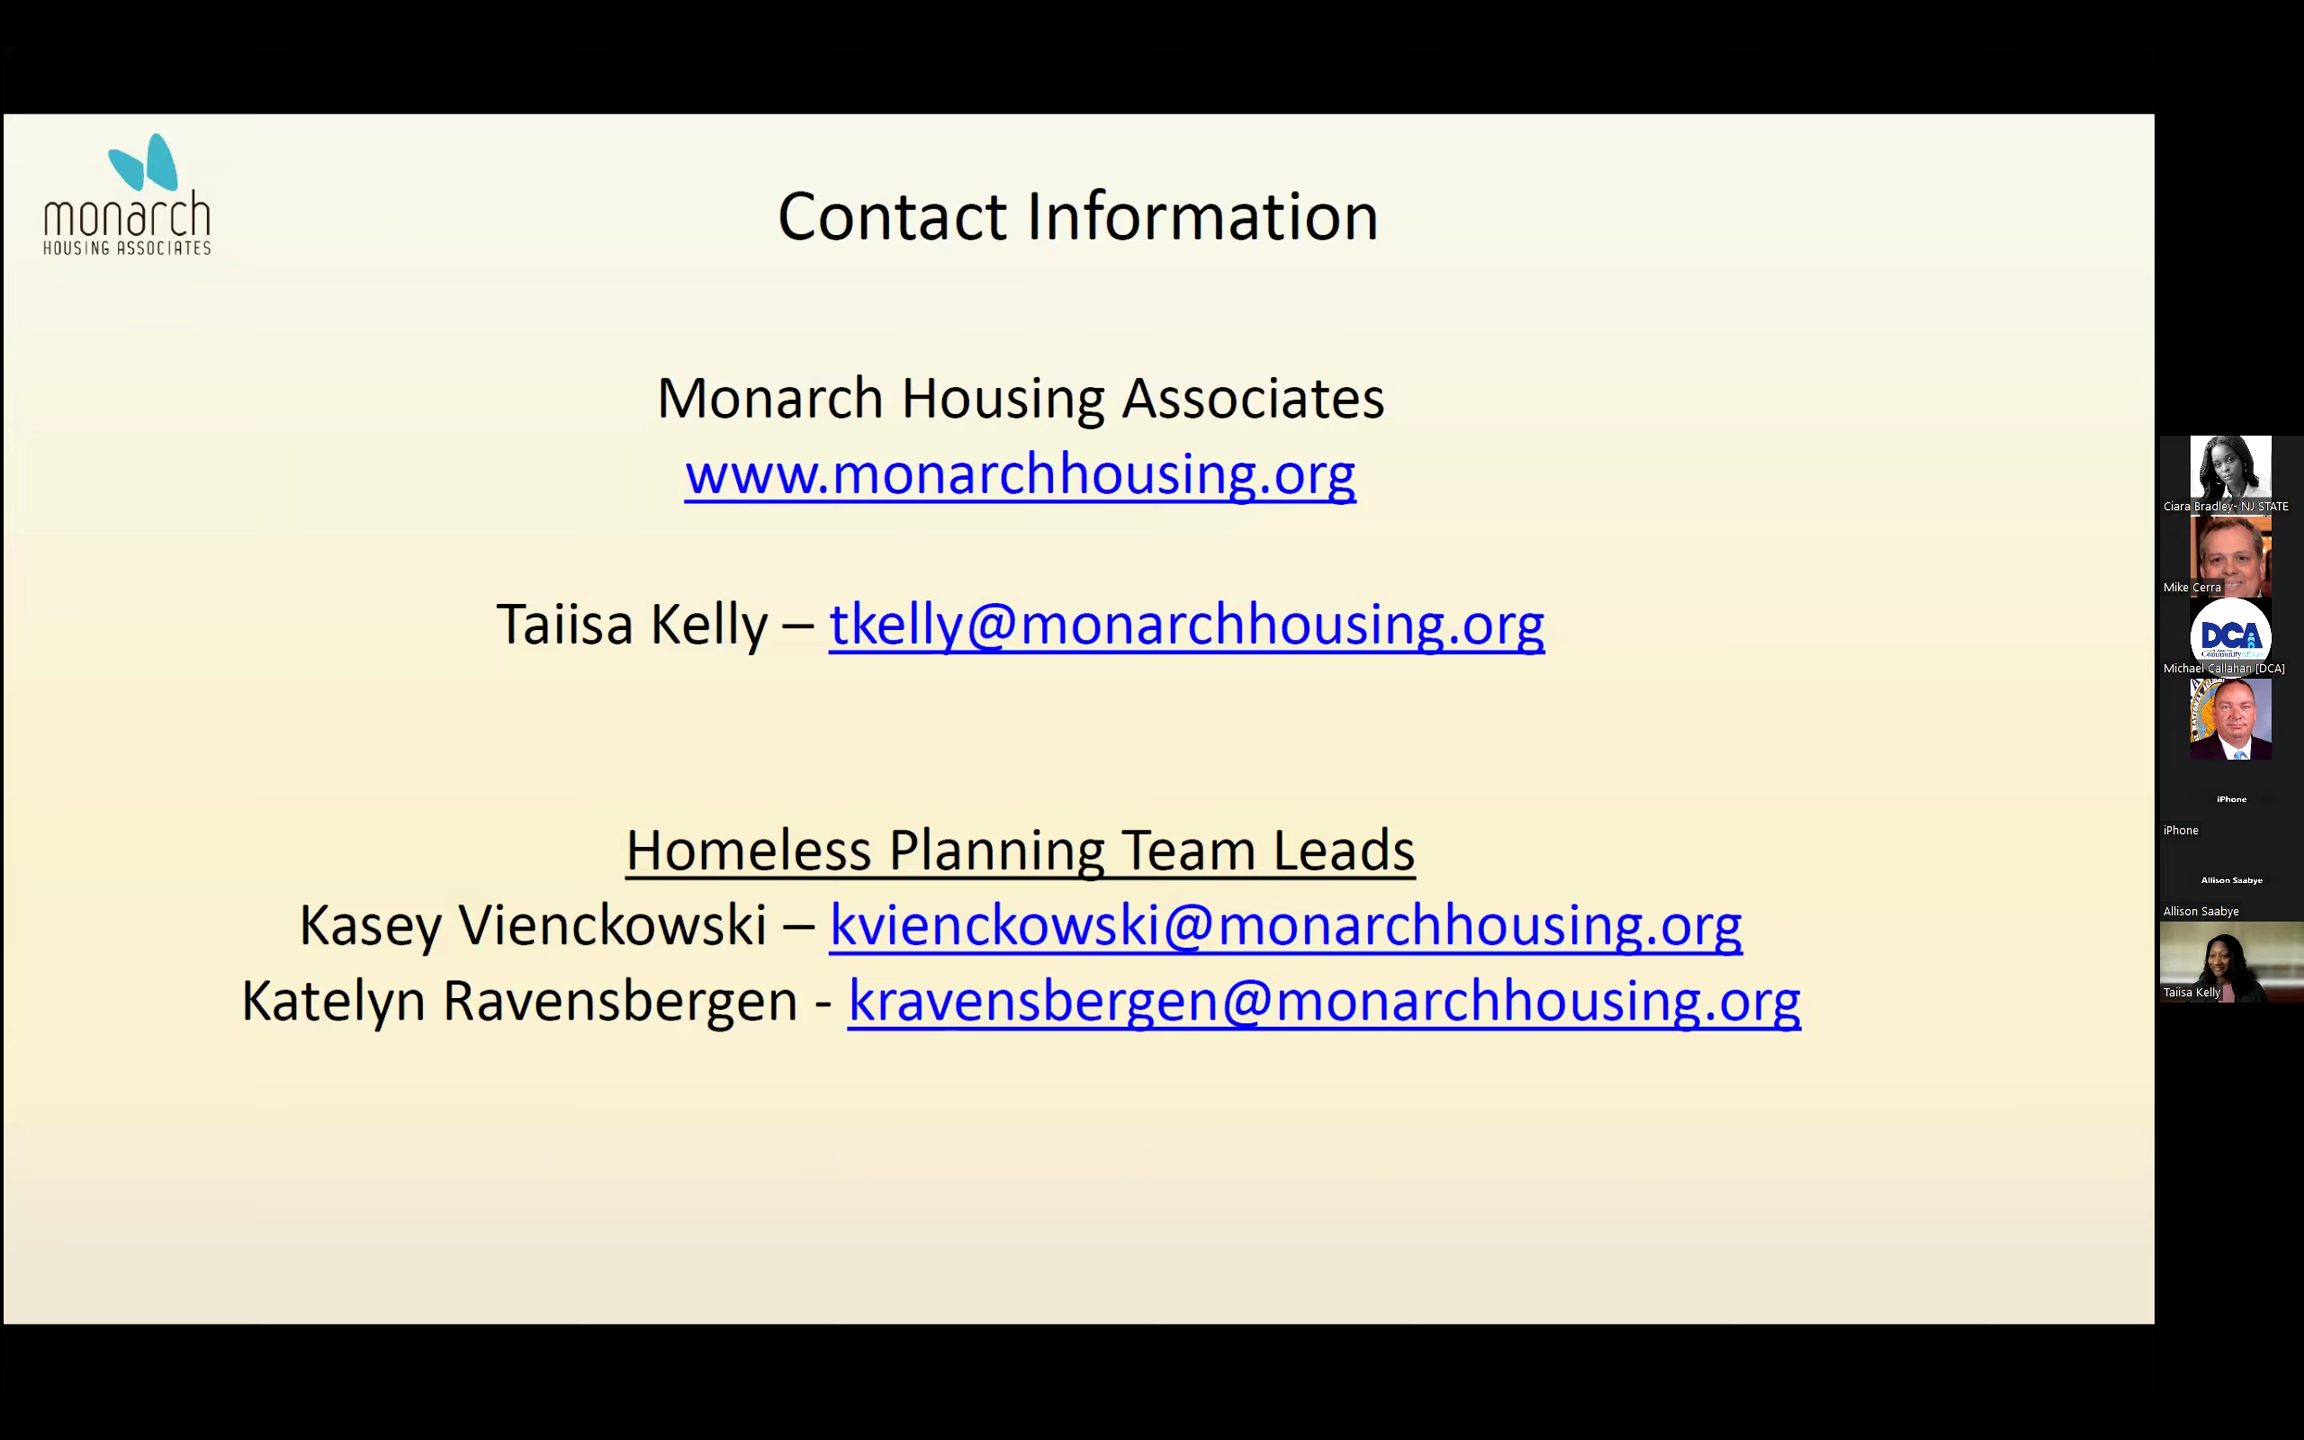 monarch
HOUSING ASSOCIATES
Contact Information
Monarch Housing Associates
www.monarchhousing.org
Taiisa Kelly – tkelly@monarchhousing.org
Homeless Planning Team Leads
Kasey Vienckowski – kvienckowski@monarchhousing.org
Katelyn Ravensbergen - kravensbergen@monarchhousing.org
Ciara Bradley- NJ STATE
Mike Cerra
DCA
Michael Callahan [DCA]
iPhone
iPhone
Allison Saabye
Allison Saabye
Taiisa Kelly